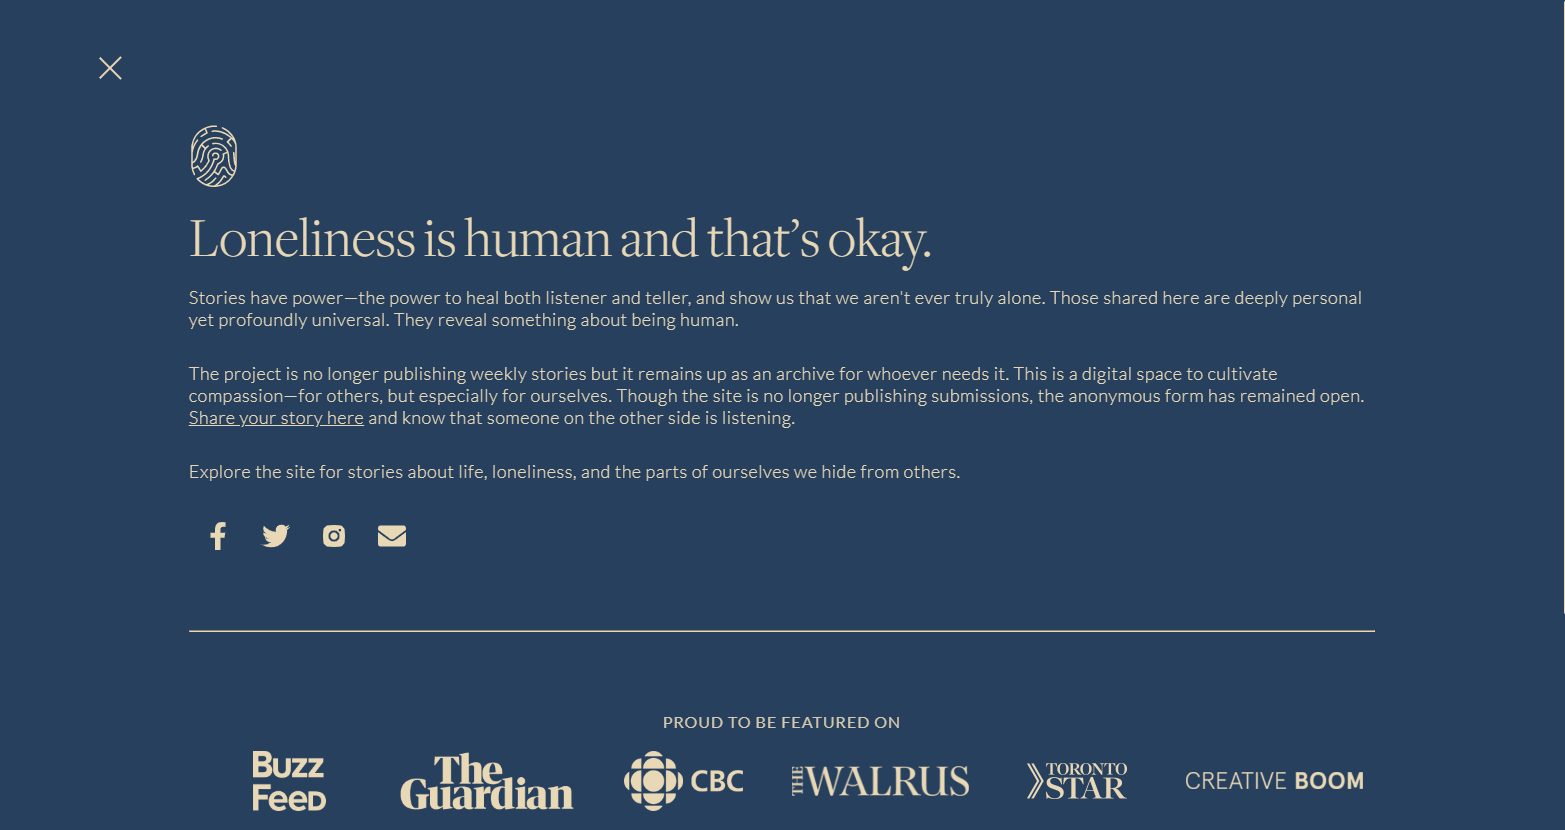 Loneliness is human and that’s okay.
Stories have power—the power to heal both listener and teller, and show us that we aren't ever truly alone. Those shared here are deeply personal
yet profoundly universal. They reveal something about being human.
The project is no longer publishing weekly stories but it remains up as an archive for whoever needs it. This is a digital space to cultivate
compassion—for others, but especially for ourselves. Though the site is no longer publishing submissions, the anonymous form has remained open.
Share your story here and know that someone on the other side is listening.
Explore the site for stories about life, loneliness, and the parts of ourselves we hide from others.
PROUD TO BE FEATURED ON
BUZZ
FEED
The
Guardian
CBC
THE WALRUS
TORONTO
STAR
CREATIVE BOOM